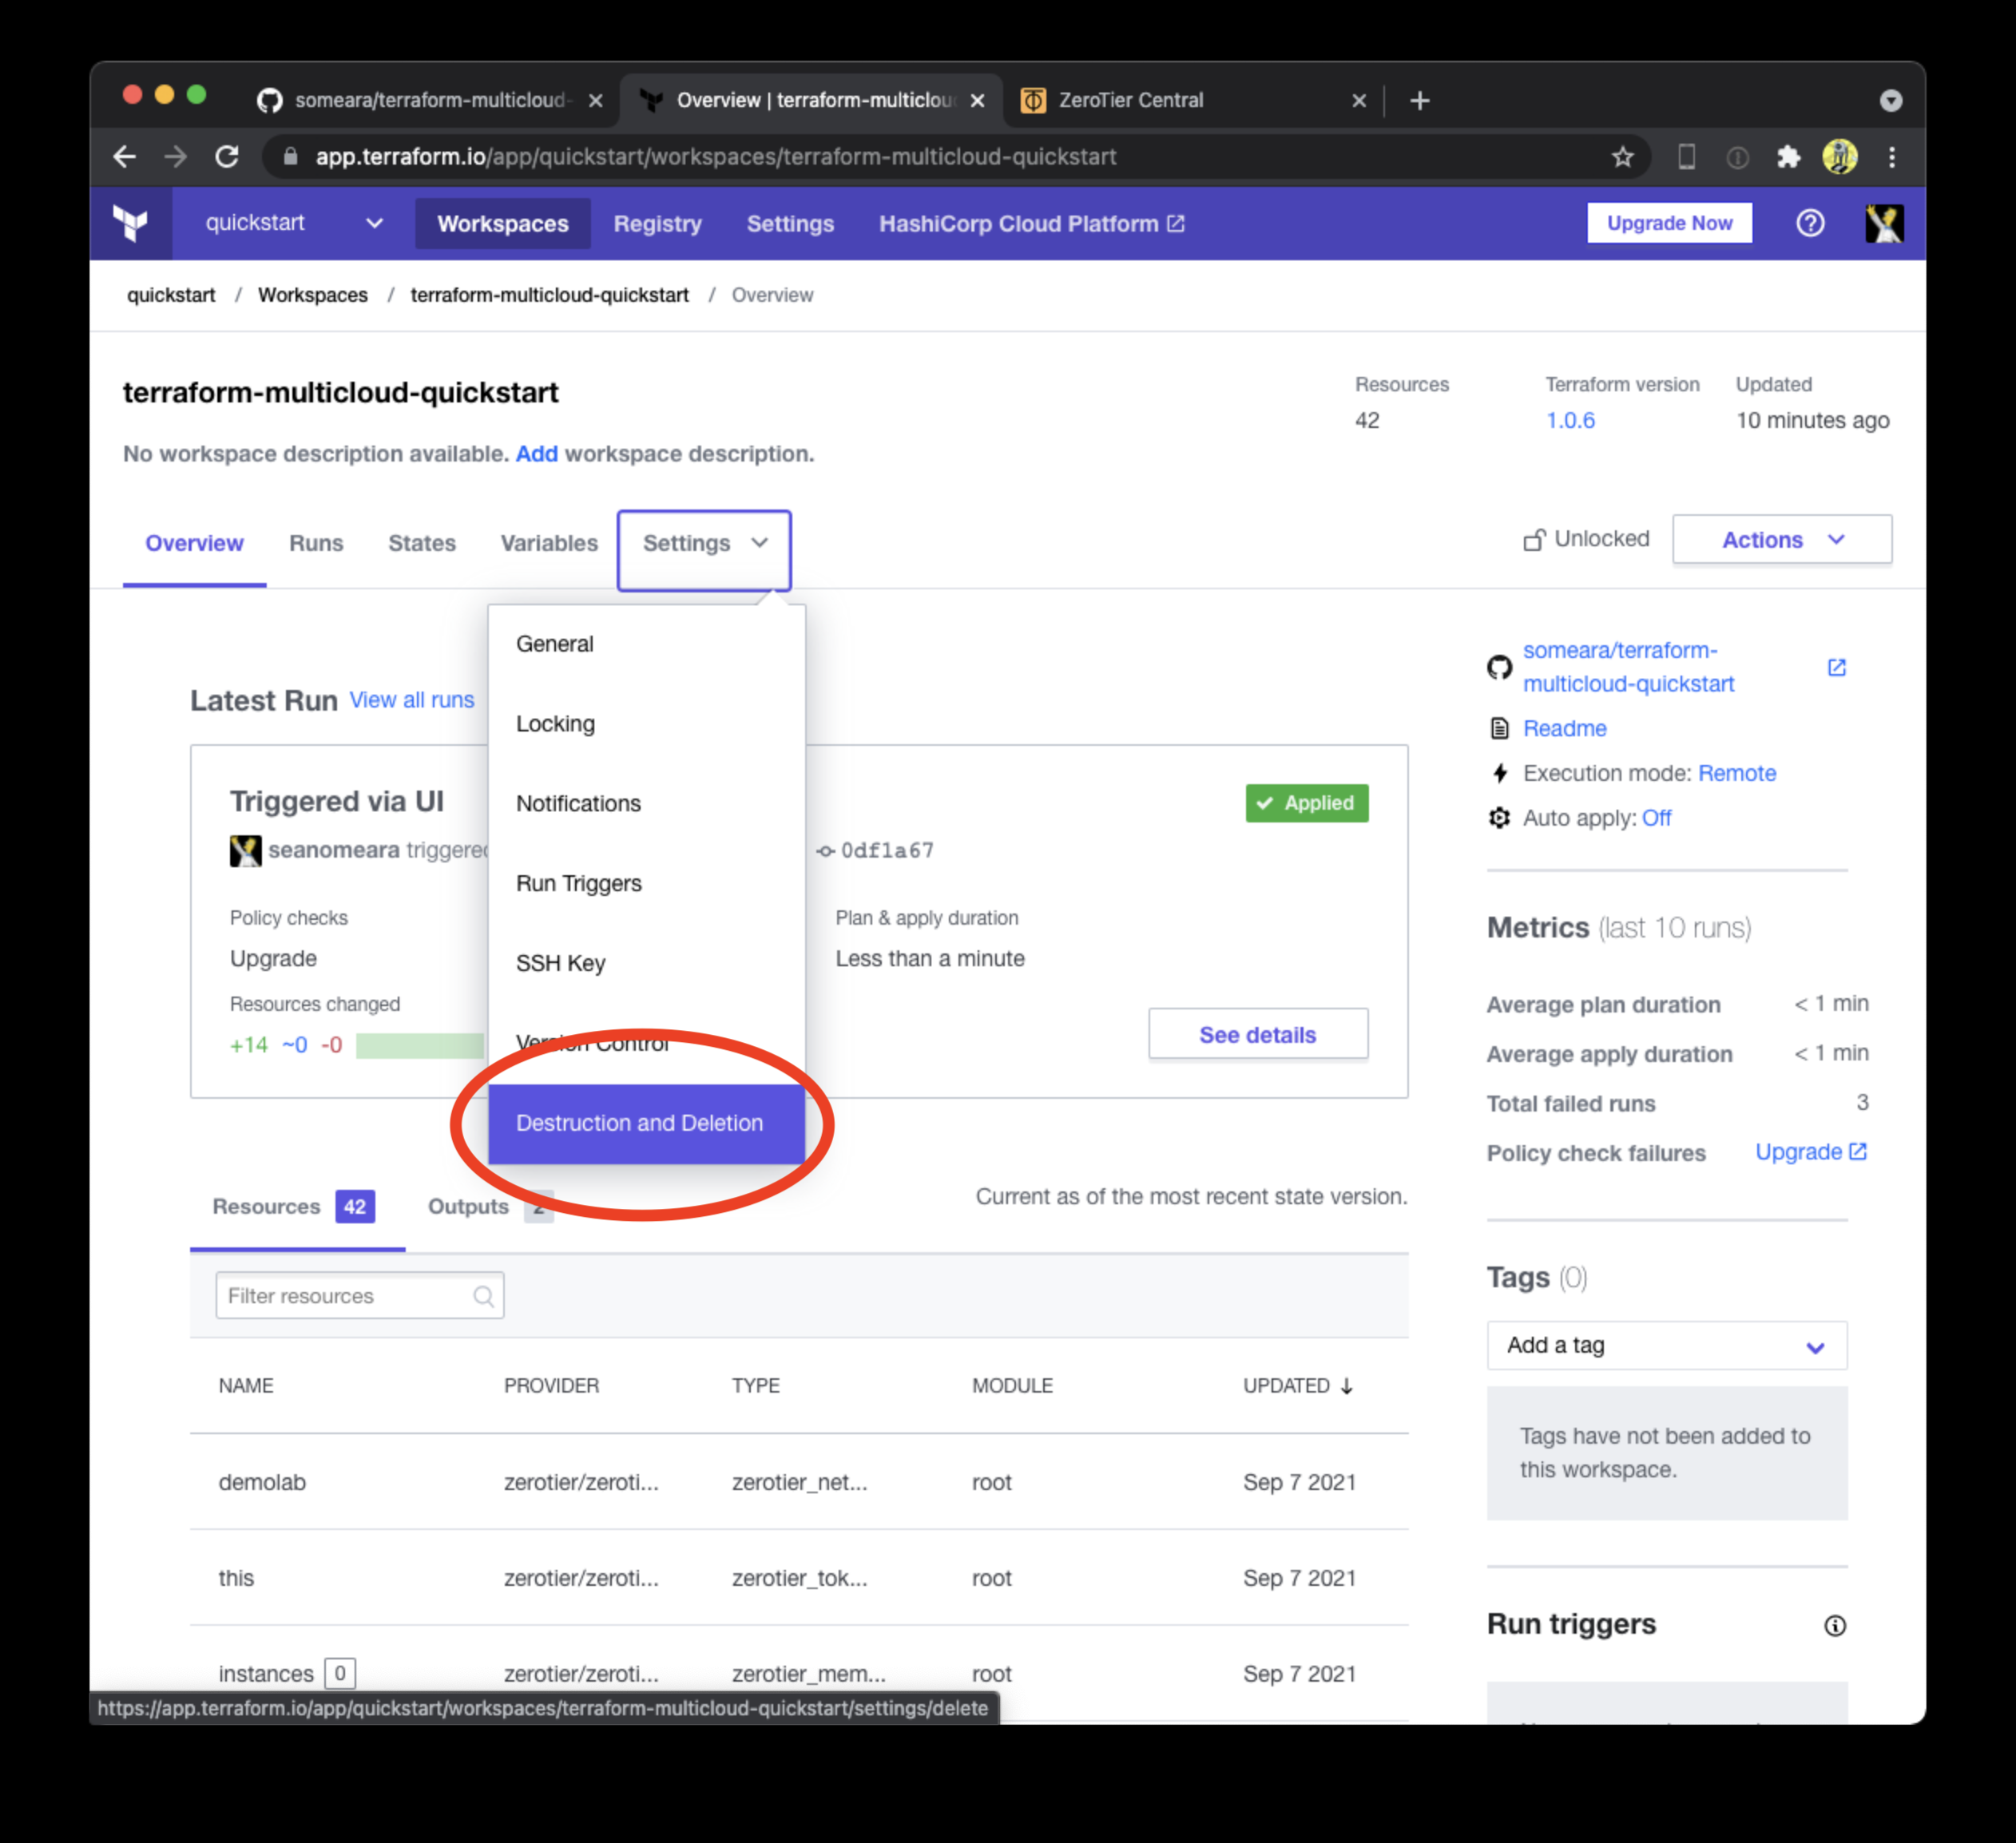 someara/terraform-multicloud-
Overview | terraform-multiclou
ZeroTier Central
app.terraform.io/app/quickstart/workspaces/terraform-multicloud-quickstart
quickstart Workspaces Registry Settings HashiCorp Cloud Platform Upgrade Now
quickstart / Workspaces / terraform-multicloud-quickstart / Overview
terraform-multicloud-quickstart
Resources Terraform version Updated
42 1.0.6 10 minutes ago
No workspace description available. Add workspace description.
Overview Runs States Variables Settings
Unlocked Actions
General
Locking
Notifications
Run Triggers
SSH Key
Version Control
Destruction and Deletion
Latest Run View all runs
Triggered via UI
Applied
seanomeara triggered
0df1a67
Policy checks
Upgrade
Plan & apply duration
Less than a minute
Resources changed
+14 ~0 -0
See details
Resources 42 Outputs 2
Current as of the most recent state version.
Filter resources
NAME PROVIDER TYPE MODULE UPDATED
demolab zerotier/zeroti... zerotier_net... root Sep 7 2021
this zerotier/zeroti... zerotier_tok... root Sep 7 2021
instances 0 zerotier/zeroti... zerotier_mem... root Sep 7 2021
someara/terraform-
multicloud-quickstart
Readme
Execution mode: Remote
Auto apply: Off
Metrics (last 10 runs)
Average plan duration < 1 min
Average apply duration < 1 min
Total failed runs 3
Policy check failures Upgrade
Tags (0)
Add a tag
Tags have not been added to
this workspace.
Run triggers
https://app.terraform.io/app/quickstart/workspaces/terraform-multicloud-quickstart/settings/delete